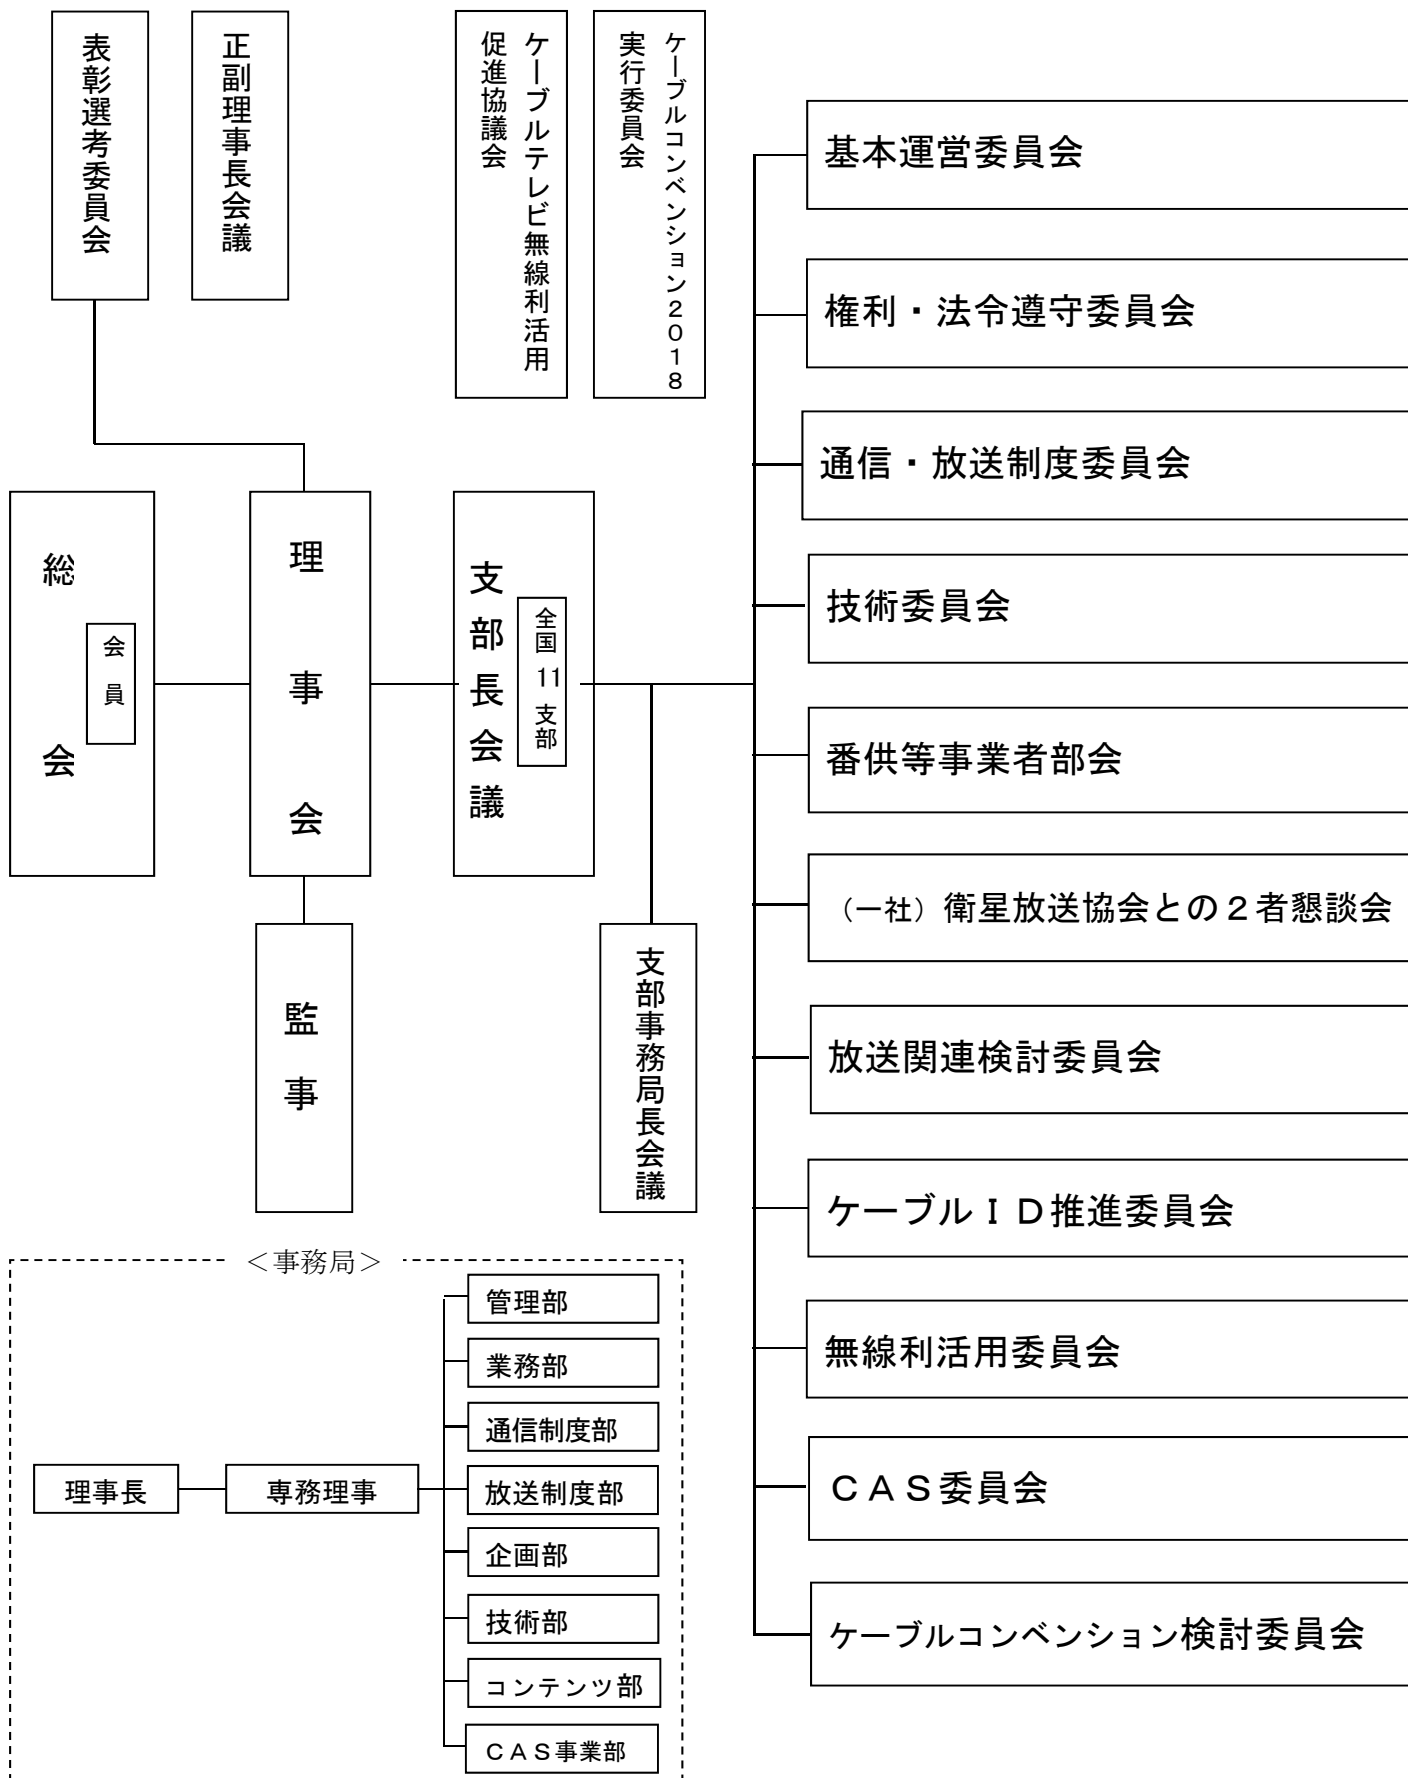 表彰選考委員会
正副理事長会議
ケーブルテレビ無線利活用
促進協議会
ケーブルコンベンション2018
実行委員会
総会
会員
理事会
支部長会議
全国11支部
監事
支部事務局長会議
基本運営委員会
権利・法令遵守委員会
通信・放送制度委員会
技術委員会
番供等事業者部会
（一社）衛星放送協会との２者懇談会
放送関連検討委員会
ケーブルＩＤ推進委員会
無線利活用委員会
ＣＡＳ委員会
ケーブルコンベンション検討委員会
＜事務局＞
理事長
専務理事
管理部
業務部
通信制度部
放送制度部
企画部
技術部
コンテンツ部
ＣＡＳ事業部